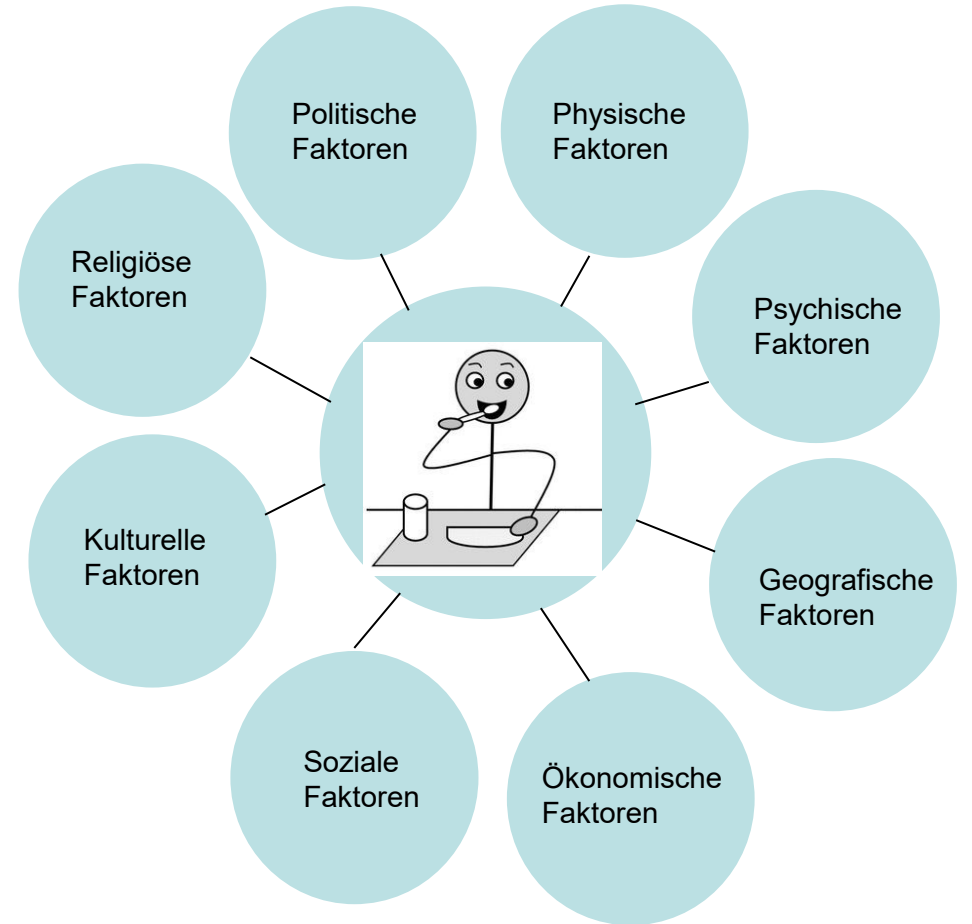 Politische
Faktoren
Physische
Faktoren
Religiöse
Faktoren
Psychische
Faktoren
Kulturelle
Faktoren
Geografische
Faktoren
Soziale
Faktoren
Ökonomische
Faktoren